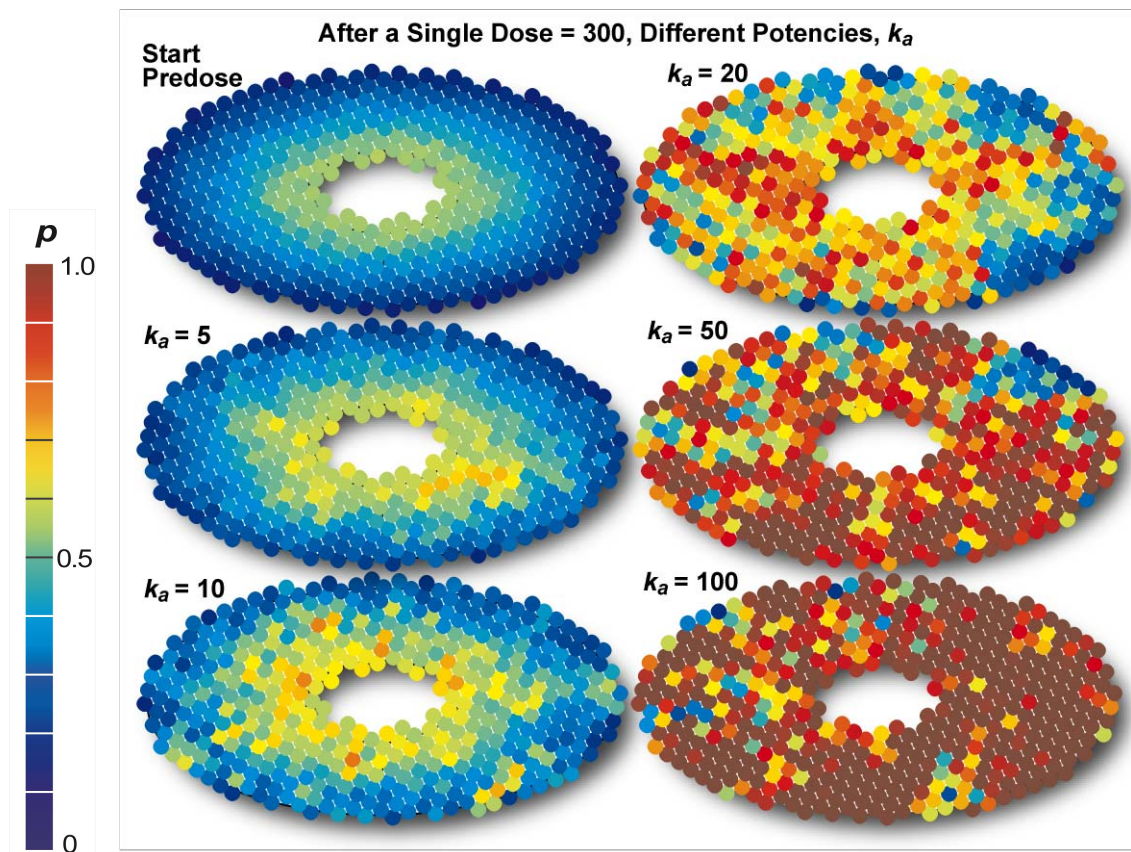 After a Single Dose = 300, Different Potencies, kₐ
Start
Predose
kₐ = 20
p
1.0
kₐ = 5
kₐ = 50
0.5
kₐ = 10
kₐ = 100
0